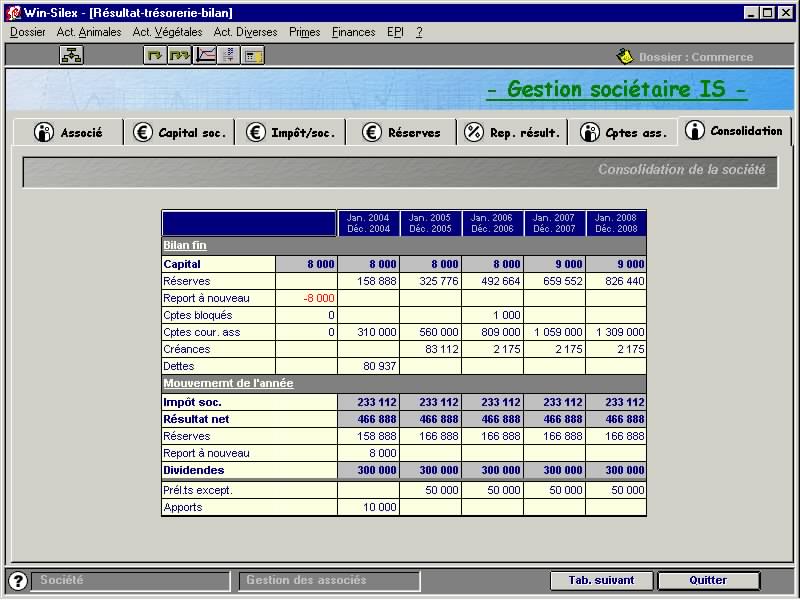 Win-Silex - [Résultat-trésorerie-bilan]
Dossier Act. Animales Act. Végétales Act. Diverses Primes Finances EPI ?
Dossier : Commerce
- Gestion sociétaire IS -
Associé Capital soc. Impôt/soc. Réserves Rep. résult. Cptes ass. Consolidation
Consolidation de la société
Jan. 2004 Jan. 2005 Jan. 2006 Jan. 2007 Jan. 2008
Déc. 2004 Déc. 2005 Déc. 2006 Déc. 2007 Déc. 2008
Bilan fin
Capital 8 000 8 000 8 000 8 000 9 000 9 000
Réserves 158 888 325 776 492 664 659 552 826 440
Report à nouveau -8 000
Cptes bloqués 0 1 000
Cptes cour. ass 0 310 000 560 000 809 000 1 059 000 1 309 000
Créances 83 112 2 175 2 175 2 175
Dettes 80 937
Mouvemernt de l'année
Impôt soc. 233 112 233 112 233 112 233 112 233 112
Résultat net 466 888 466 888 466 888 466 888 466 888
Réserves 158 888 166 888 166 888 166 888 166 888
Report à nouveau 8 000
Dividendes 300 000 300 000 300 000 300 000 300 000
Prél.ts except. 50 000 50 000 50 000 50 000
Apports 10 000
? Société Gestion des associés Tab. suivant Quitter